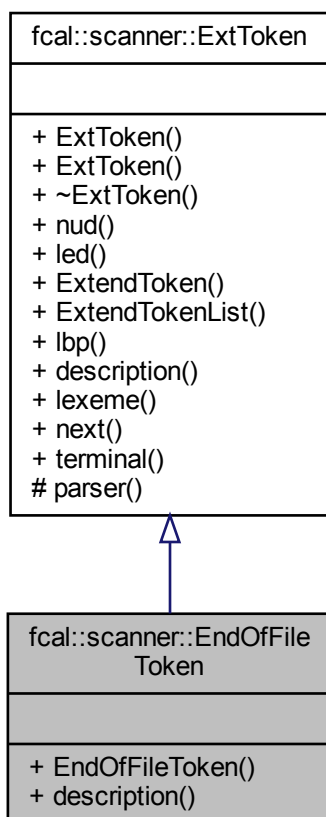 fcal::scanner::ExtToken
+ ExtToken()
+ ExtToken()
+ ~ExtToken()
+ nud()
+ led()
+ ExtendToken()
+ ExtendTokenList()
+ lbp()
+ description()
+ lexeme()
+ next()
+ terminal()
# parser()
fcal::scanner::EndOfFile
Token
+ EndOfFileToken()
+ description()